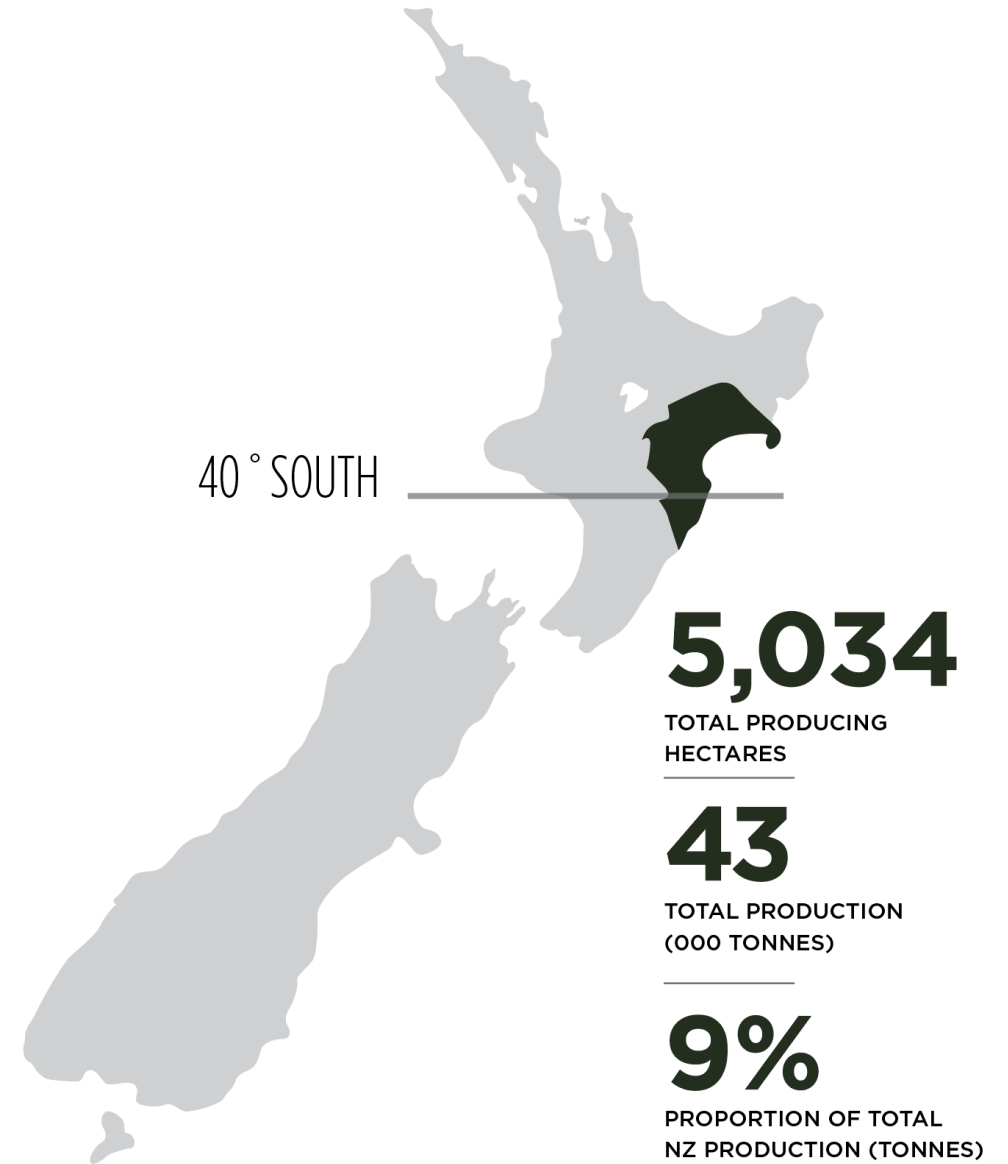 40° SOUTH
5,034
TOTAL PRODUCING
HECTARES
43
TOTAL PRODUCTION
(000 TONNES)
9%
PROPORTION OF TOTAL
NZ PRODUCTION (TONNES)